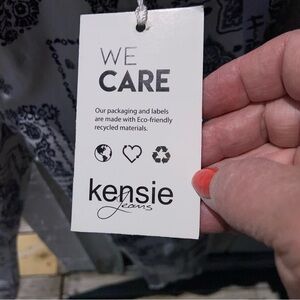 WE
CARE
Our packaging and labels
are made with Eco-friendly
recycled materials.
kensie
Jeans